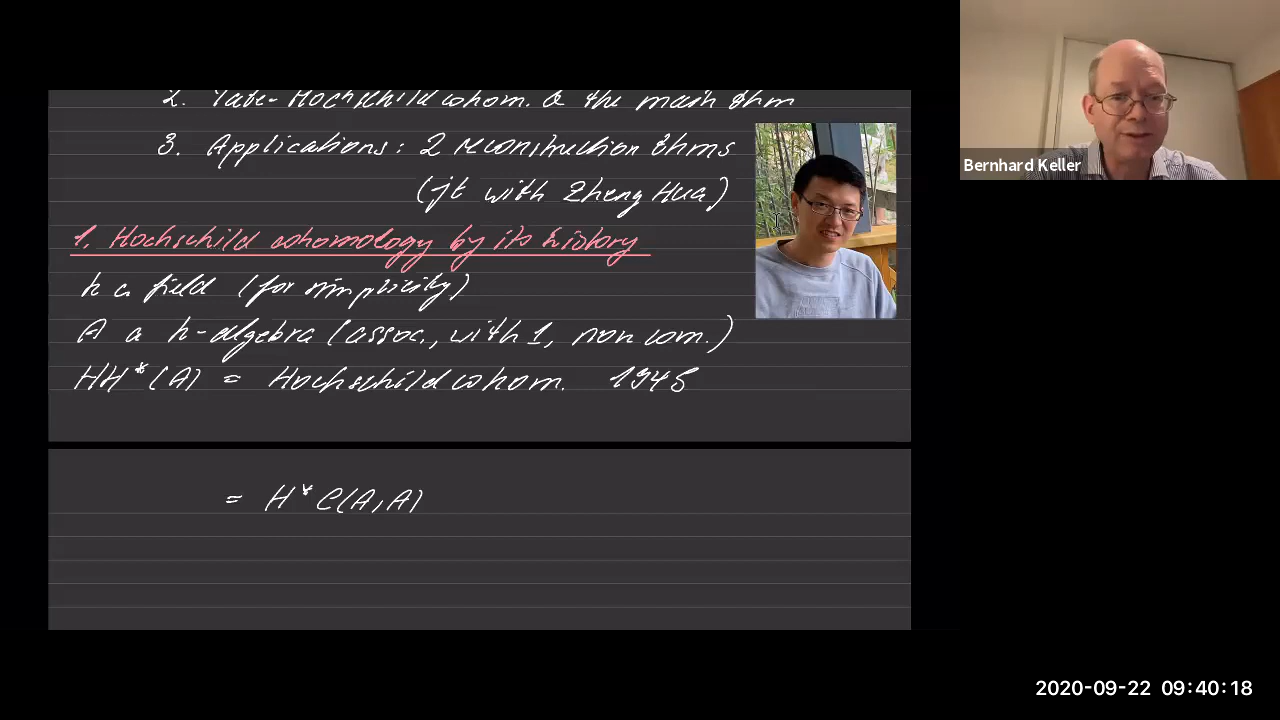 2. Tate-Hochschild cohom. & the main thm
3. Applications: 2 reconstruction thms
(jt with Zheng Hua)
1. Hochschild cohomology by its history
k a field (for simplicity)
A a k-algebra (assoc., with 1, non com.)
HH*(A) = Hochschild cohom. 1945
= H* C(A,A)
Bernhard Keller
2020-09-22 09:40:18